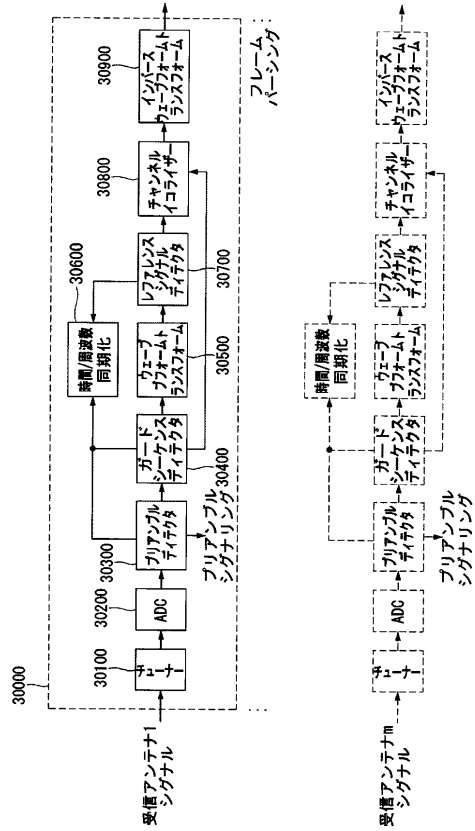 30000
受信アンテナ1
シグナル
30100
チューナー
30200
ADC
30300
プリアンブル
ディテクタ
プリアンブル
シグナリング
ガード
シーケンス
ディテクタ
30400
30600
時間/周波数
同期化
ウェーブ
フフォームト
ランスフォーム
30500
レファレンス
シグナル
ディテクタ
30700
30800
チャンネル
イコライザー
30900
インバース
ウェーブフォームト
ランスフォーム
フレーム
パーシング
受信アンテナm
シグナル
チューナー
ADC
プリアンブル
ディテクタ
プリアンブル
シグナリング
ガード
シーケンス
ディテクタ
時間/周波数
同期化
ウェーブ
フフォームト
ランスフォーム
レファレンス
シグナル
ディテクタ
チャンネル
イコライザー
インバース
ウェーブフォームト
ランスフォーム